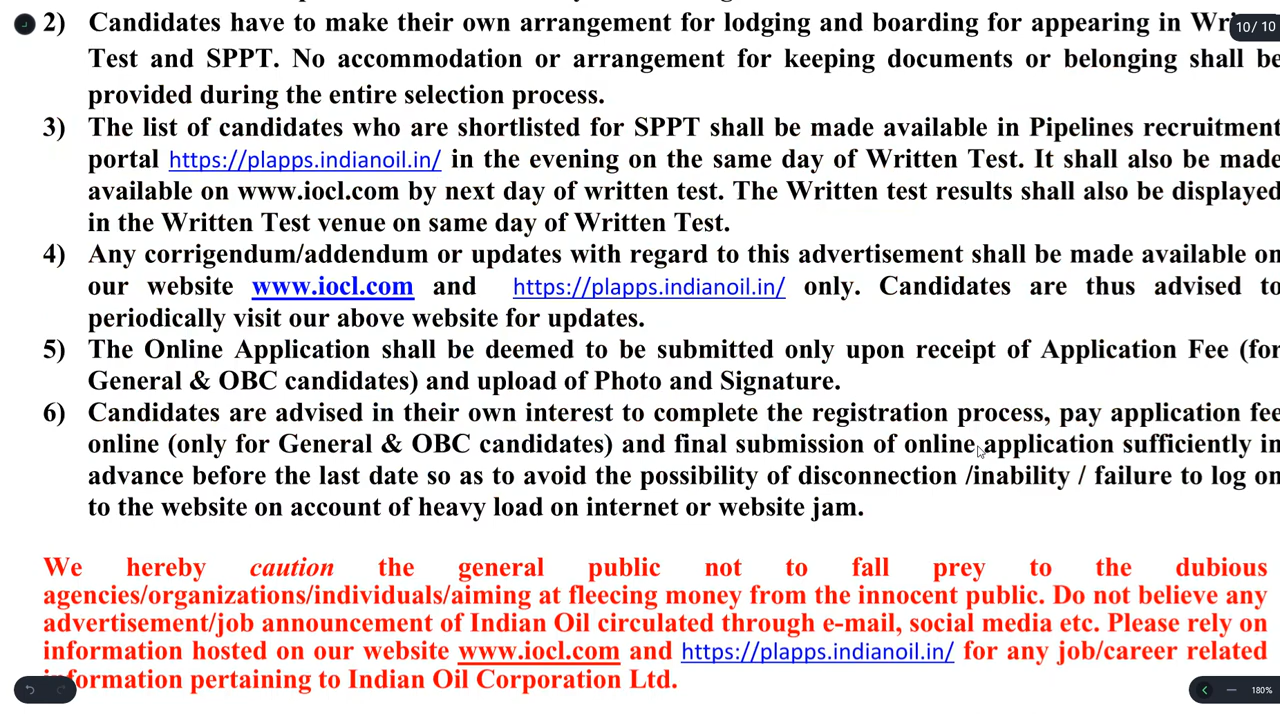 2) Candidates have to make their own arrangement for lodging and boarding for appearing in
10/ 10
Test and SPPT. No accommodation or arrangement for keeping documents or belonging shall be
provided during the entire selection process.
3) The list of candidates who are shortlisted for SPPT shall be made available in Pipelines recruitment
portal https://plapps.indianoil.in/ in the evening on the same day of Written Test. It shall also be made
available on www.iocl.com by next day of written test. The Written test results shall also be displayed
in the Written Test venue on same day of Written Test.
4) Any corrigendum/addendum or updates with regard to this advertisement shall be made available on
our website www.iocl.com and https://plapps.indianoil.in/ only. Candidates are thus advised to
periodically visit our above website for updates.
5) The Online Application shall be deemed to be submitted only upon receipt of Application Fee (for
General & OBC candidates) and upload of Photo and Signature.
6) Candidates are advised in their own interest to complete the registration process, pay application fee
online (only for General & OBC candidates) and final submission of online application sufficiently in
advance before the last date so as to avoid the possibility of disconnection /inability / failure to log on
to the website on account of heavy load on internet or website jam.
We hereby caution the general public not to fall prey to the dubious
agencies/organizations/individuals/aiming at fleecing money from the innocent public. Do not believe any
advertisement/job announcement of Indian Oil circulated through e-mail, social media etc. Please rely on
information hosted on our website www.iocl.com and https://plapps.indianoil.in/ for any job/career related
information pertaining to Indian Oil Corporation Ltd.
180%